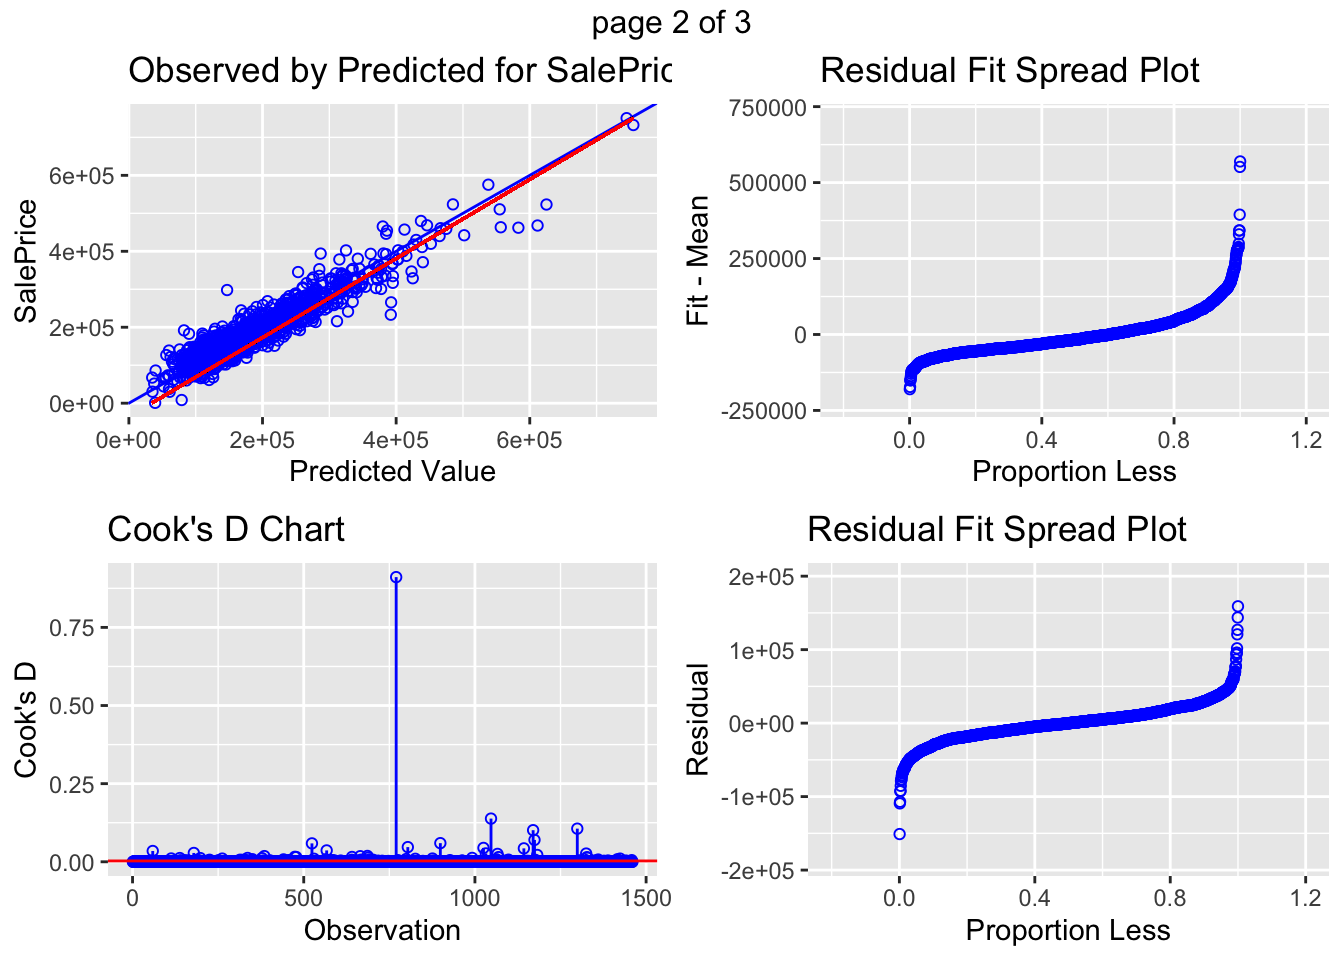 page 2 of 3
Observed by Predicted for SalePric
SalePrice
6e+05
4e+05
2e+05
0e+00
0e+00 2e+05 4e+05 6e+05
Predicted Value
Residual Fit Spread Plot
Fit - Mean
750000
500000
250000
0
-250000
0.0 0.4 0.8 1.2
Proportion Less
Cook's D Chart
Cook's D
0.75
0.50
0.25
0.00
0 500 1000 1500
Observation
Residual Fit Spread Plot
Residual
2e+05
1e+05
0e+00
-1e+05
-2e+05
0.0 0.4 0.8 1.2
Proportion Less